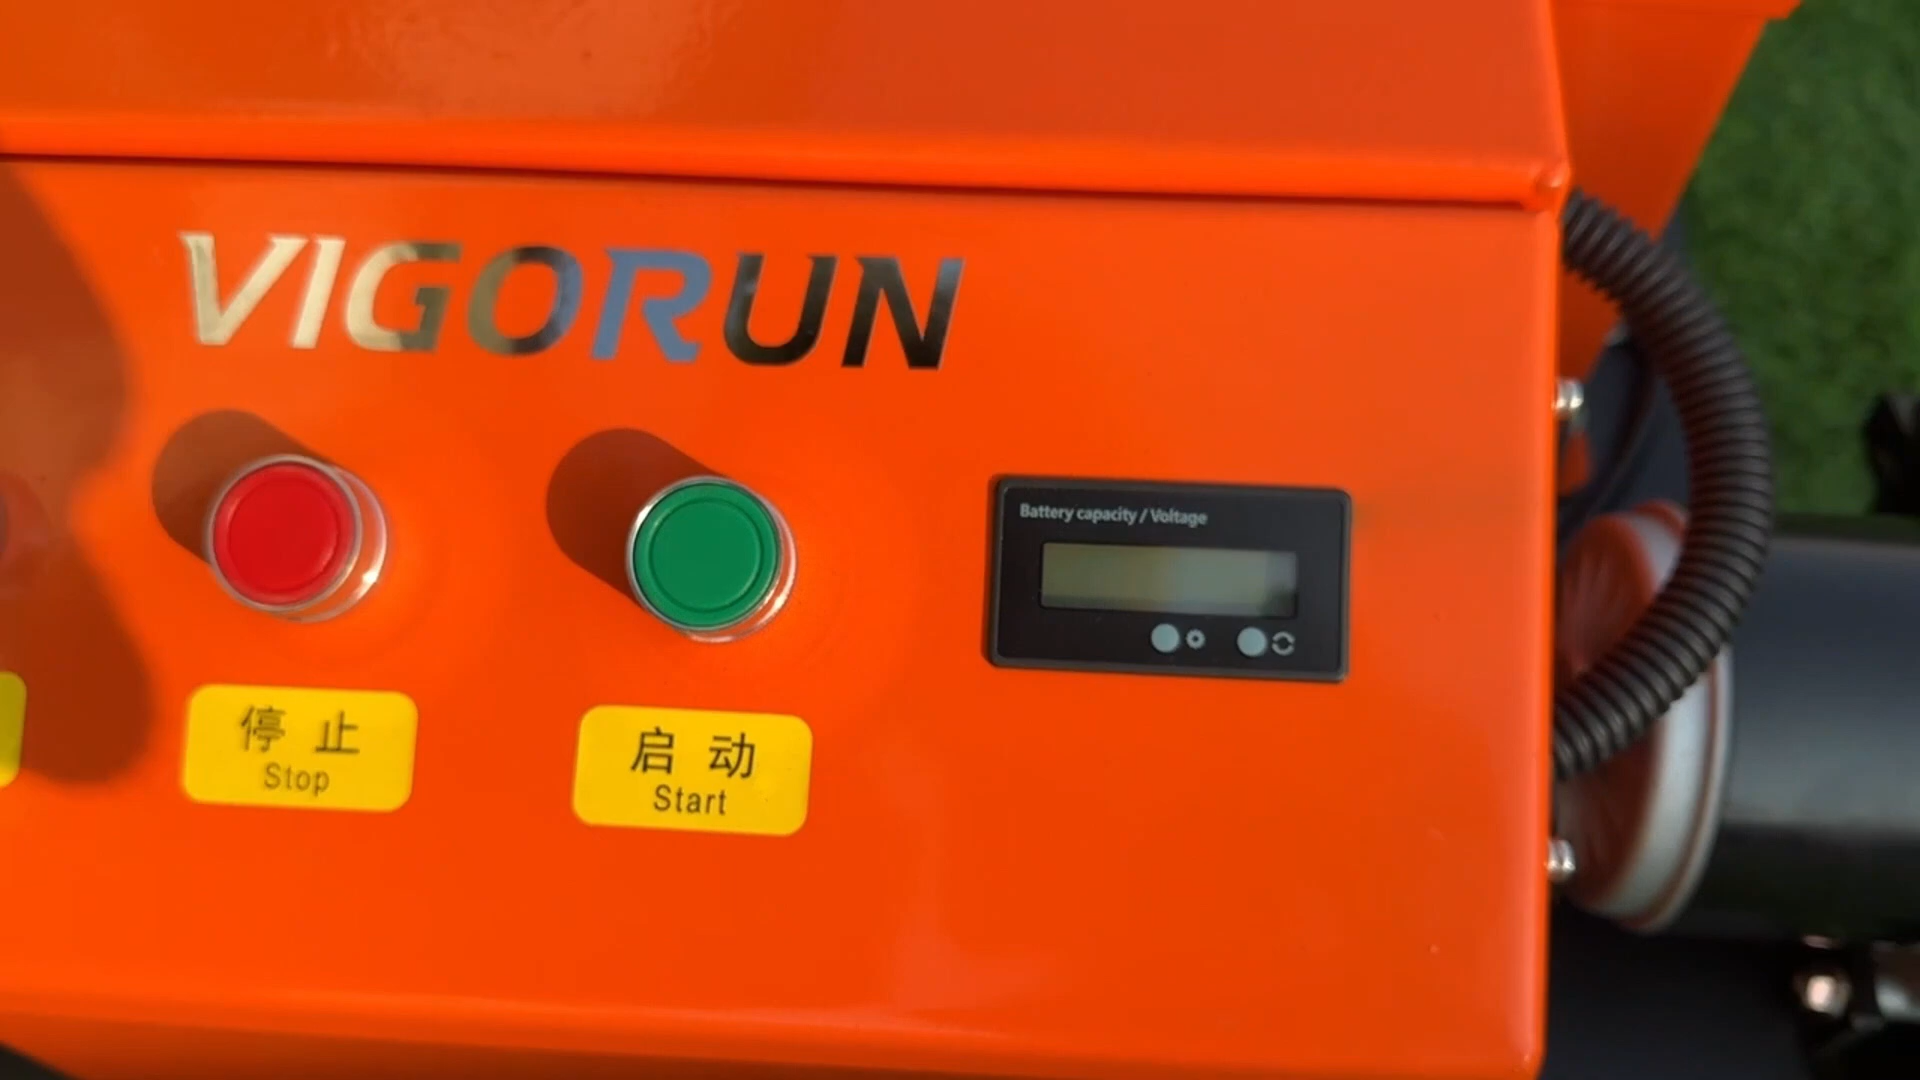 VIGORUN
Battery capacity / Voltage
停止
Stop
启动
Start